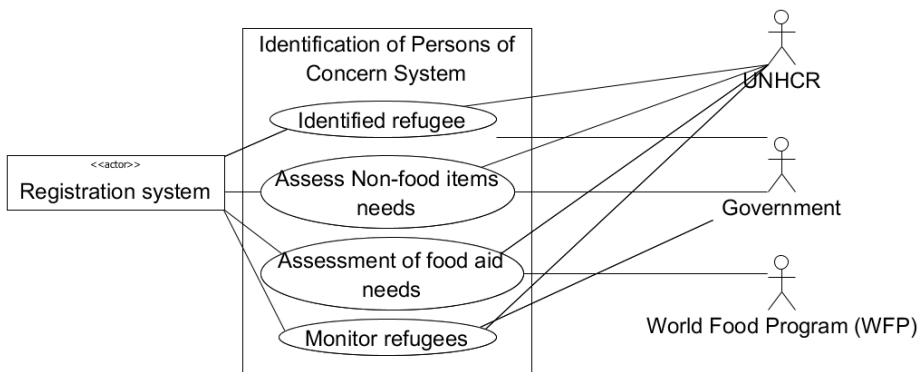 Identification of Persons of
Concern System
Identified refugee
<<actor>>
Registration system
Assess Non-food items
needs
Assessment of food aid
needs
Monitor refugees
UNHCR
Government
World Food Program (WFP)